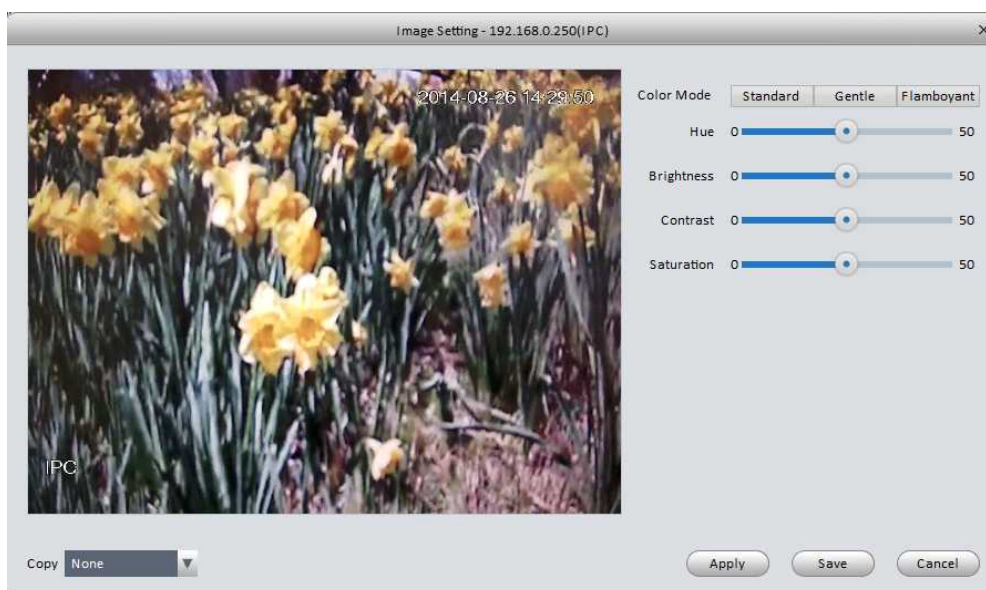 Image Setting - 192.168.0.250(IPC)
2014-08-26 14:29:50
IPC
Color Mode Standard Gentle Flamboyant
Hue 0 50
Brightness 0 50
Contrast 0 50
Saturation 0 50
Copy None
Apply Save Cancel